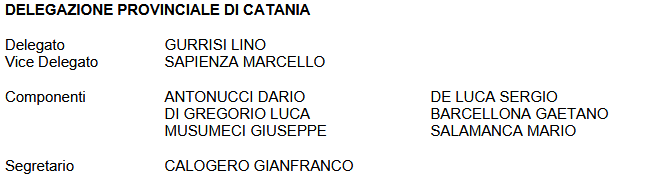 DELEGAZIONE PROVINCIALE DI CATANIA
Delegato GURRISI LINO
Vice Delegato SAPIENZA MARCELLO
Componenti ANTONUCCI DARIO DE LUCA SERGIO
DI GREGORIO LUCA BARCELLONA GAETANO
MUSUMECI GIUSEPPE SALAMANCA MARIO
Segretario CALOGERO GIANFRANCO